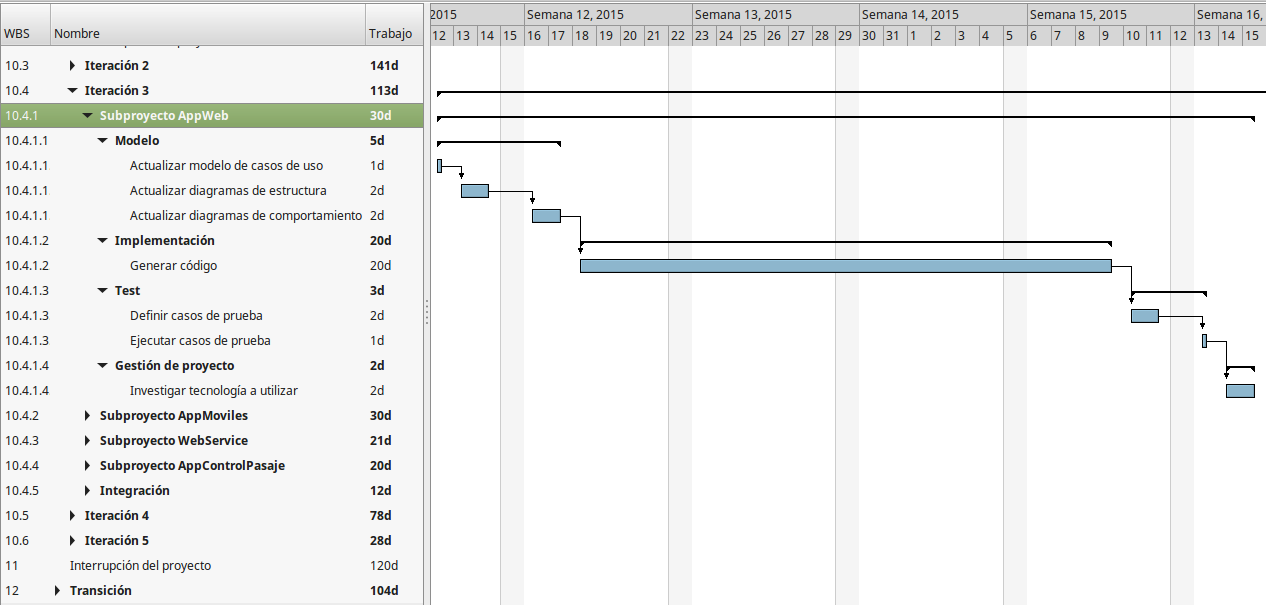 2015 Semana 12, 2015 Semana 13, 2015 Semana 14, 2015 Semana 15, 2015 Semana 16,
WBS Nombre Trabajo 12 13 14 15 16 17 18 19 20 21 22 23 24 25 26 27 28 29 30 31 1 2 3 4 5 6 7 8 9 10 11 12 13 14 15
10.3 Iteración 2 141d
10.4 Iteración 3 113d
10.4.1 Subproyecto AppWeb 30d
10.4.1.1 Modelo 5d
10.4.1.1 Actualizar modelo de casos de uso 1d
10.4.1.1 Actualizar diagramas de estructura 2d
10.4.1.1 Actualizar diagramas de comportamiento 2d
10.4.1.2 Implementación 20d
10.4.1.2 Generar código 20d
10.4.1.3 Test 3d
10.4.1.3 Definir casos de prueba 2d
10.4.1.3 Ejecutar casos de prueba 1d
10.4.1.4 Gestión de proyecto 2d
10.4.1.4 Investigar tecnología a utilizar 2d
10.4.2 Subproyecto AppMoviles 30d
10.4.3 Subproyecto WebService 21d
10.4.4 Subproyecto AppControlPasaje 20d
10.4.5 Integración 12d
10.5 Iteración 4 78d
10.6 Iteración 5 28d
11 Interrupción del proyecto 120d
12 Transición 104d